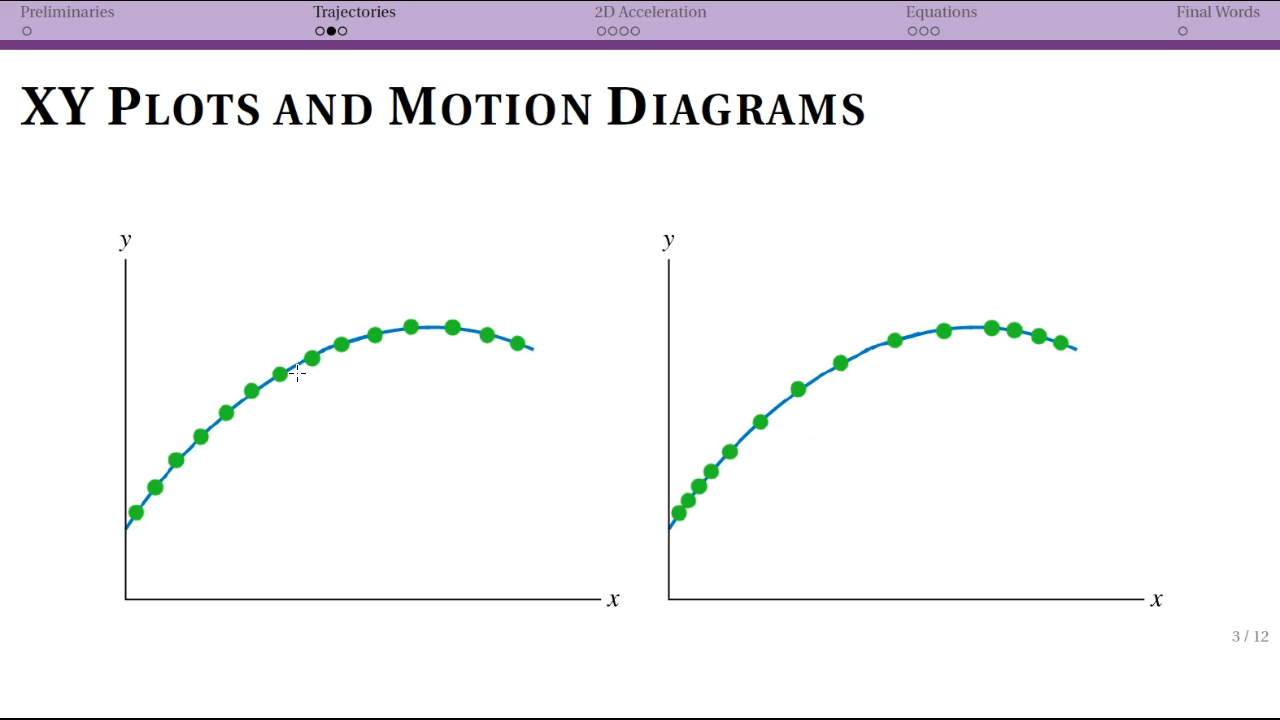 Preliminaries Trajectories 2D Acceleration Equations Final Words
XY PLOTS AND MOTION DIAGRAMS
y y
x x
3 / 12